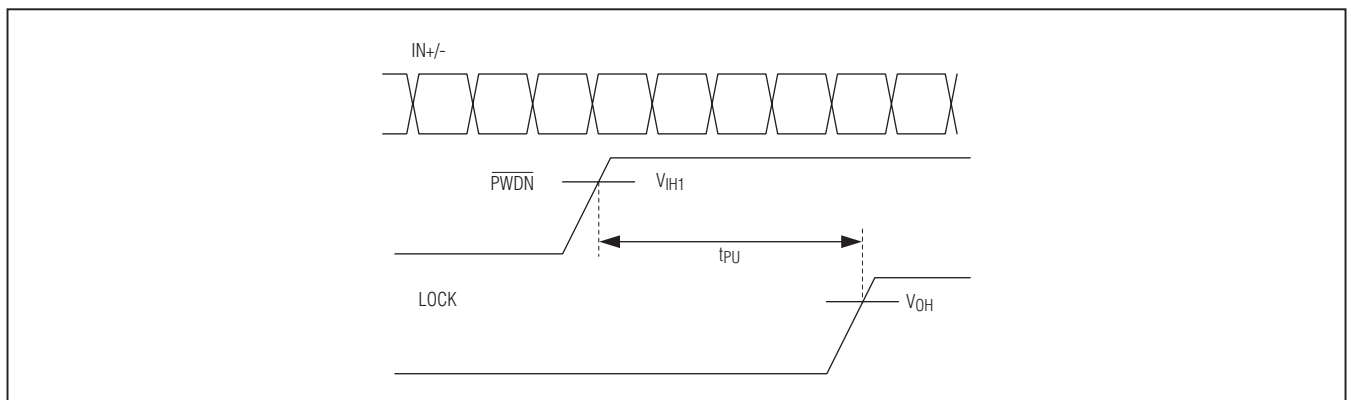 IN+/-
PWDN VIH1
tPU
LOCK
VOH